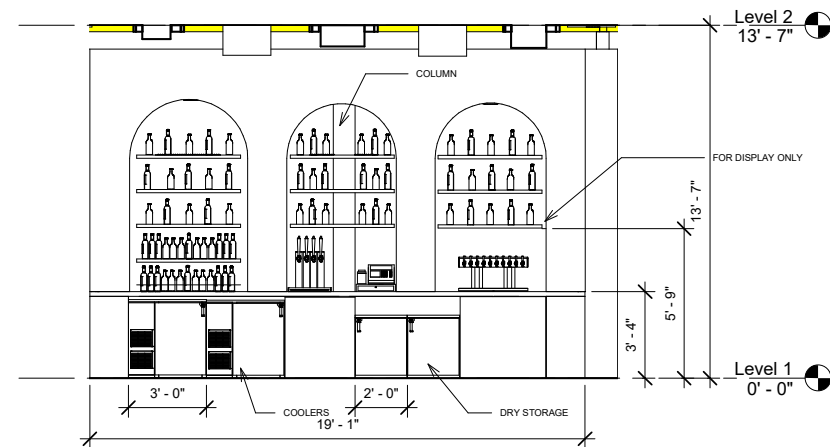 Level 2
13' - 7"
COLUMN
FOR DISPLAY ONLY
13' - 7"
5' - 9"
3' - 4"
Level 1
0' - 0"
3' - 0"
2' - 0"
COOLERS
DRY STORAGE
19' - 1"